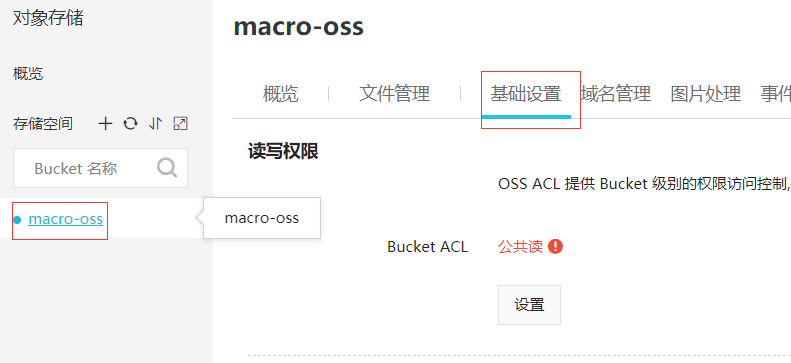 对象存储
概览
存储空间
Bucket 名称
macro-oss
macro-oss
macro-oss
概览 文件管理 基础设置 域名管理 图片处理 事件
读写权限
OSS ACL 提供 Bucket 级别的权限访问控制,
Bucket ACL 公共读
设置